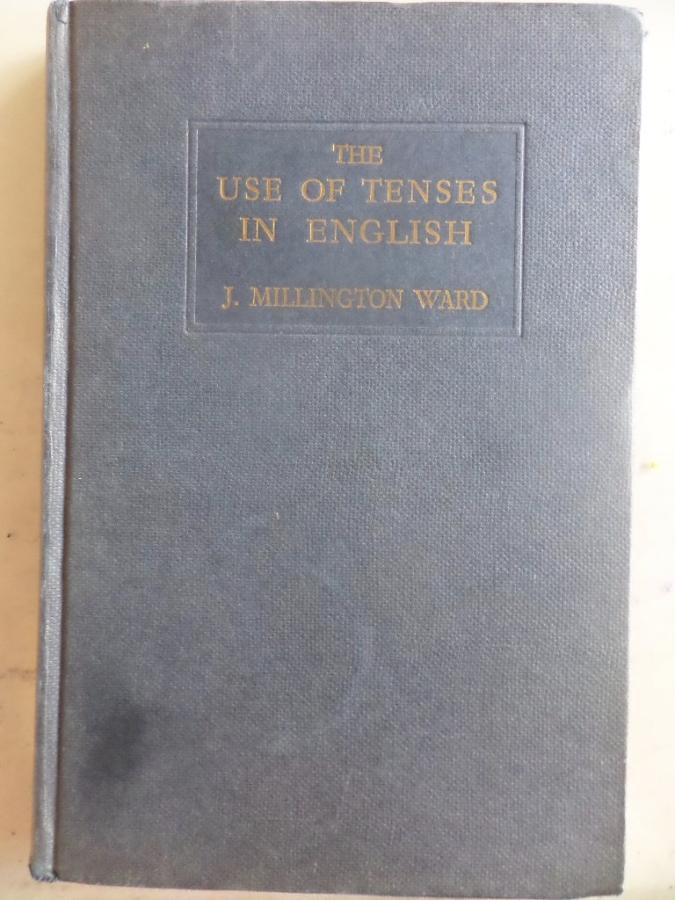 THE
USE OF TENSES
IN ENGLISH
J. MILLINGTON WARD